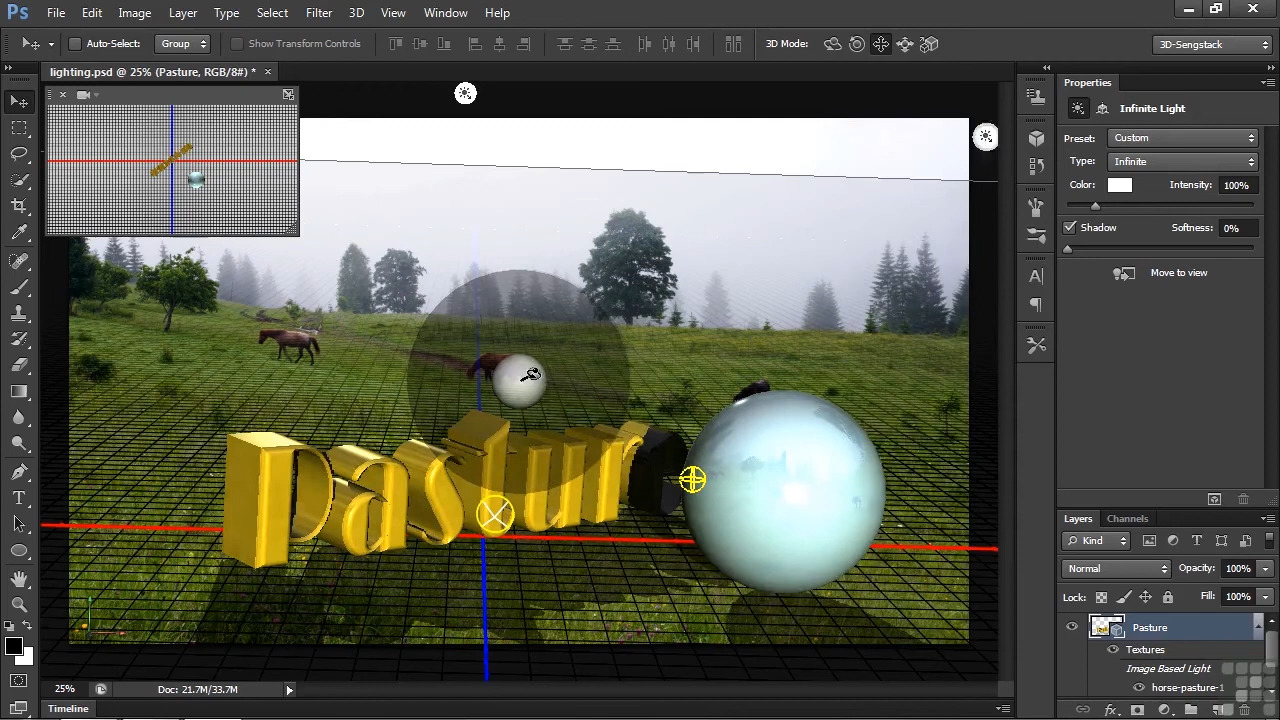 Ps File Edit Image Layer Type Select Filter 3D View Window Help
Auto-Select: Group Show Transform Controls 3D Mode: 3D-Sengstack
lighting.psd @ 25% (Pasture, RGB/8#) * ×
Properties
Infinite Light
Preset: Custom
Type: Infinite
Color: Intensity: 100%
Shadow Softness: 0%
Move to view
Pasture
Layers Channels
Kind
Normal Opacity: 100%
Lock: Fill: 100%
Pasture
Textures
Image Based Light
horse-pasture-1
25% Doc: 21.7M/33.7M
Timeline